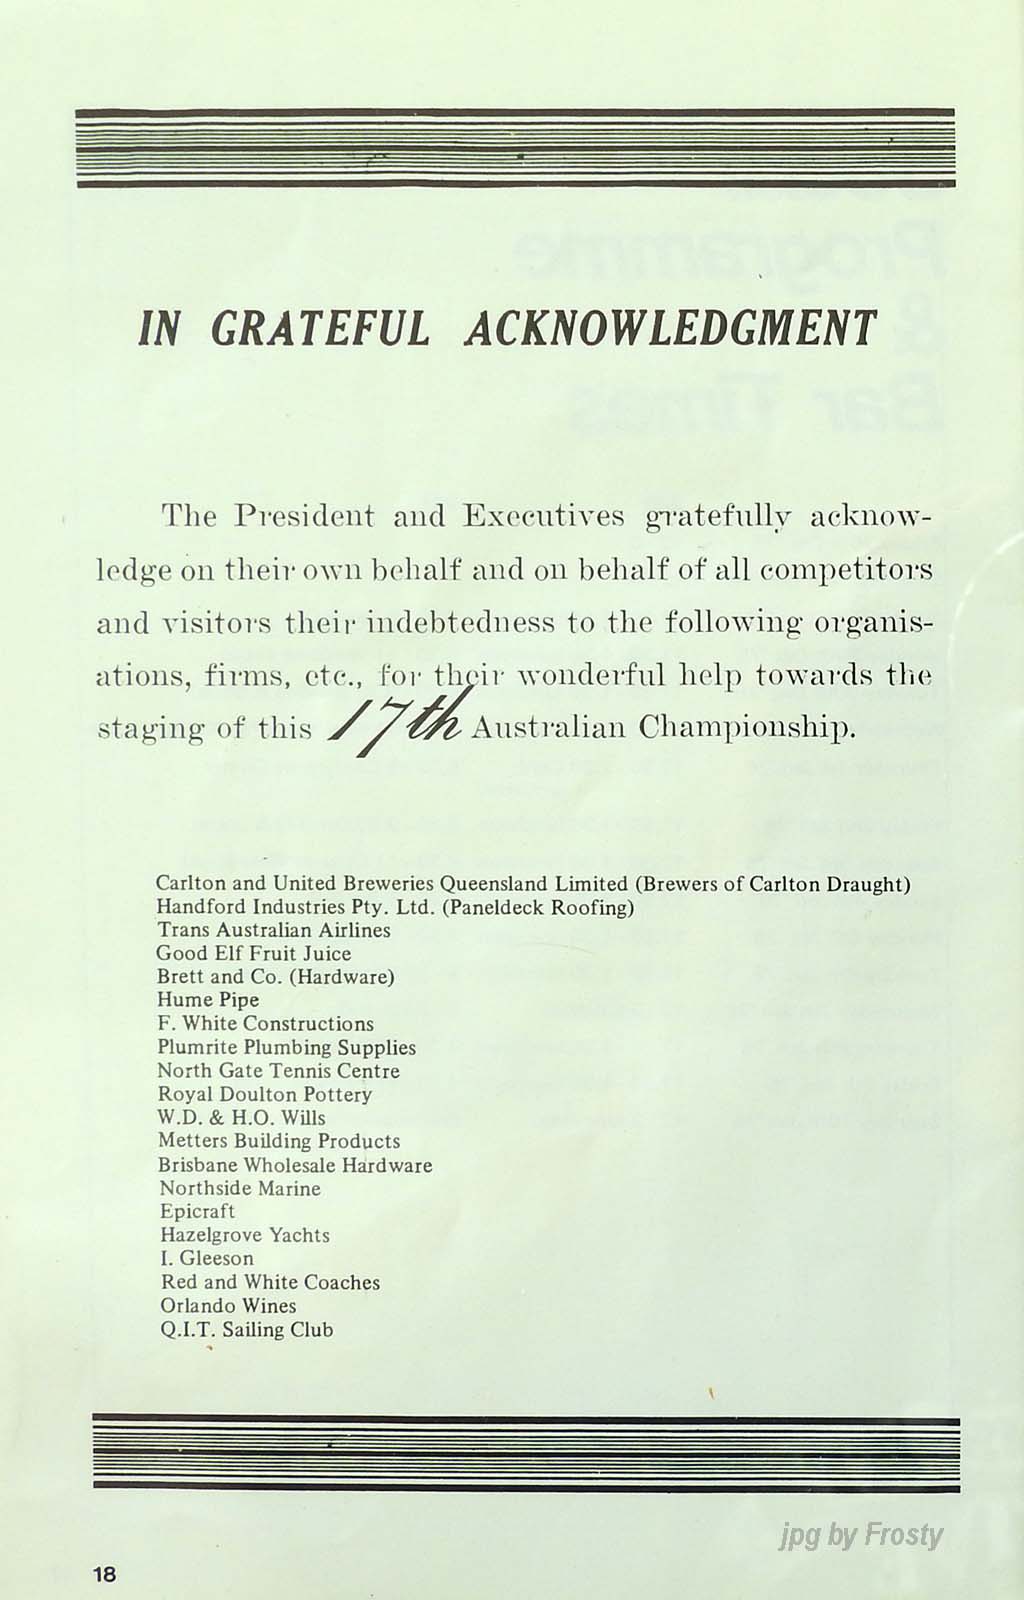 IN GRATEFUL ACKNOWLEDGMENT
The President and Executives gratefully acknow-
ledge on their own behalf and on behalf of all competitors
and visitors their indebtedness to the following organis-
ations, firms, etc., for their wonderful help towards the
staging of this 17th Australian Championship.
Carlton and United Breweries Queensland Limited (Brewers of Carlton Draught)
Handford Industries Pty. Ltd. (Paneldeck Roofing)
Trans Australian Airlines
Good Elf Fruit Juice
Brett and Co. (Hardware)
Hume Pipe
F. White Constructions
Plumrite Plumbing Supplies
North Gate Tennis Centre
Royal Doulton Pottery
W.D. & H.O. Wills
Metters Building Products
Brisbane Wholesale Hardware
Northside Marine
Epicraft
Hazelgrove Yachts
I. Gleeson
Red and White Coaches
Orlando Wines
Q.I.T. Sailing Club
jpg by Frosty
18